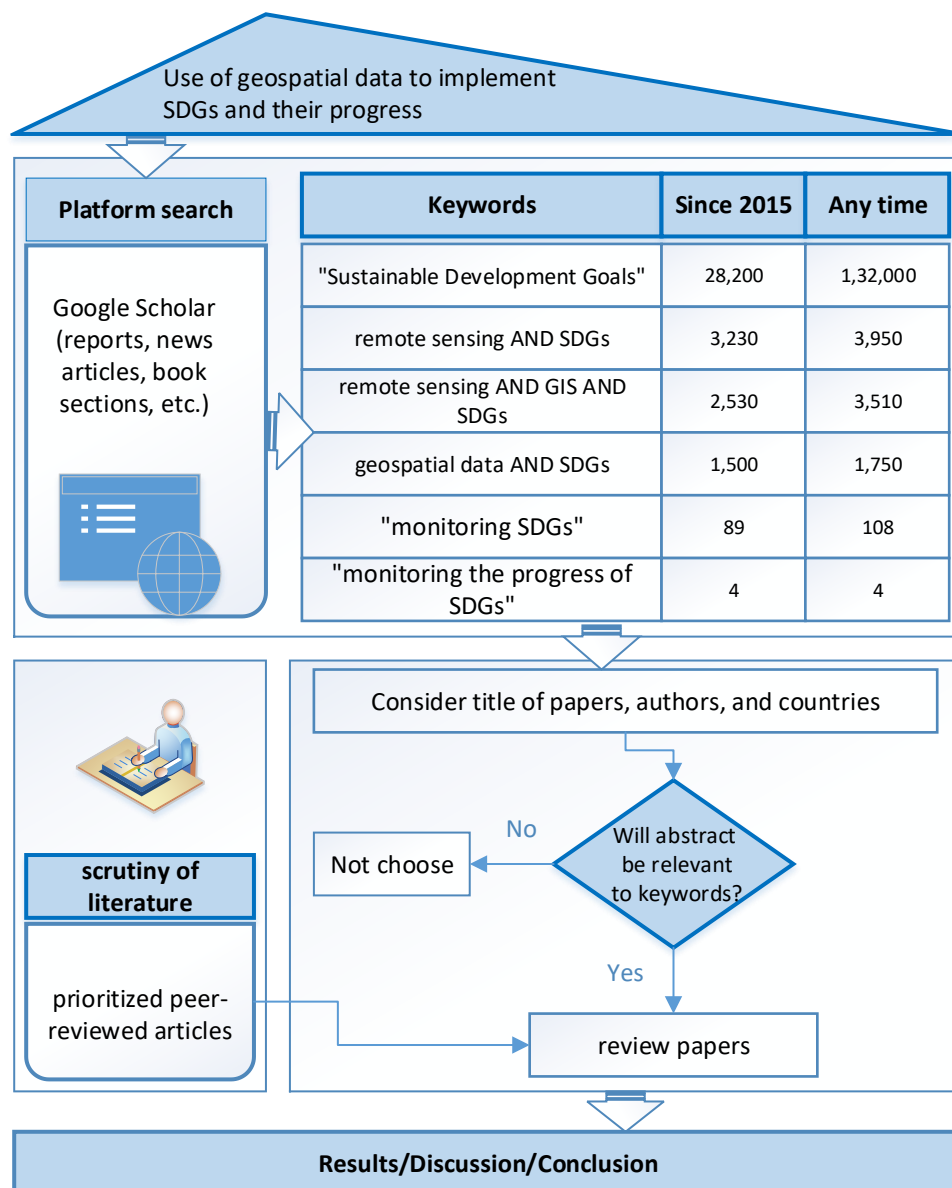 Use of geospatial data to implement
SDGs and their progress
Platform search
Google Scholar
(reports, news
articles, book
sections, etc.)
Keywords Since 2015 Any time
"Sustainable Development Goals" 28,200 1,32,000
remote sensing AND SDGs 3,230 3,950
remote sensing AND GIS AND
SDGs 2,530 3,510
geospatial data AND SDGs 1,500 1,750
"monitoring SDGs" 89 108
"monitoring the progress of
SDGs" 4 4
Consider title of papers, authors, and countries
Will abstract
be relevant
to keywords?
No
Not choose
Yes
scrutiny of
literature
prioritized peer-
reviewed articles
review papers
Results/Discussion/Conclusion